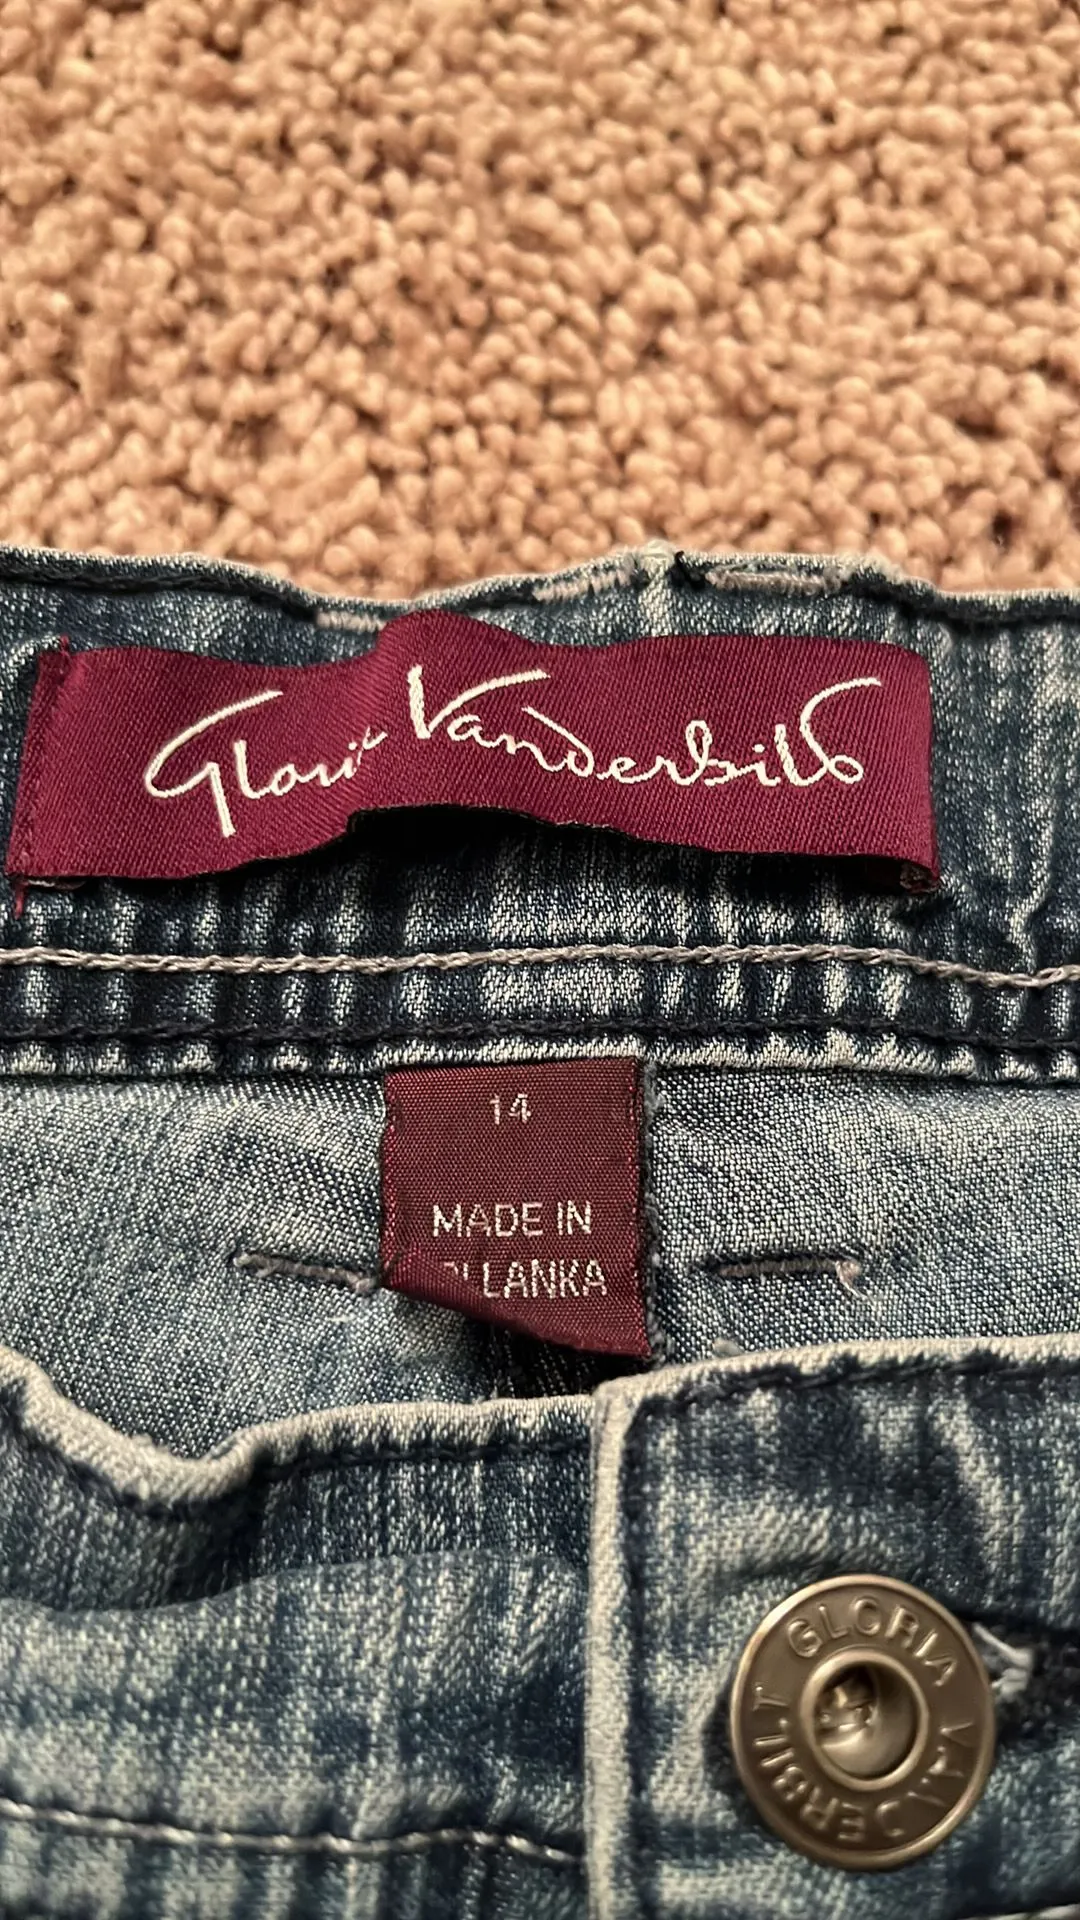 Gloria Vanderbilt
14
MADE IN
LANKA
GLORIA VANDERBILT